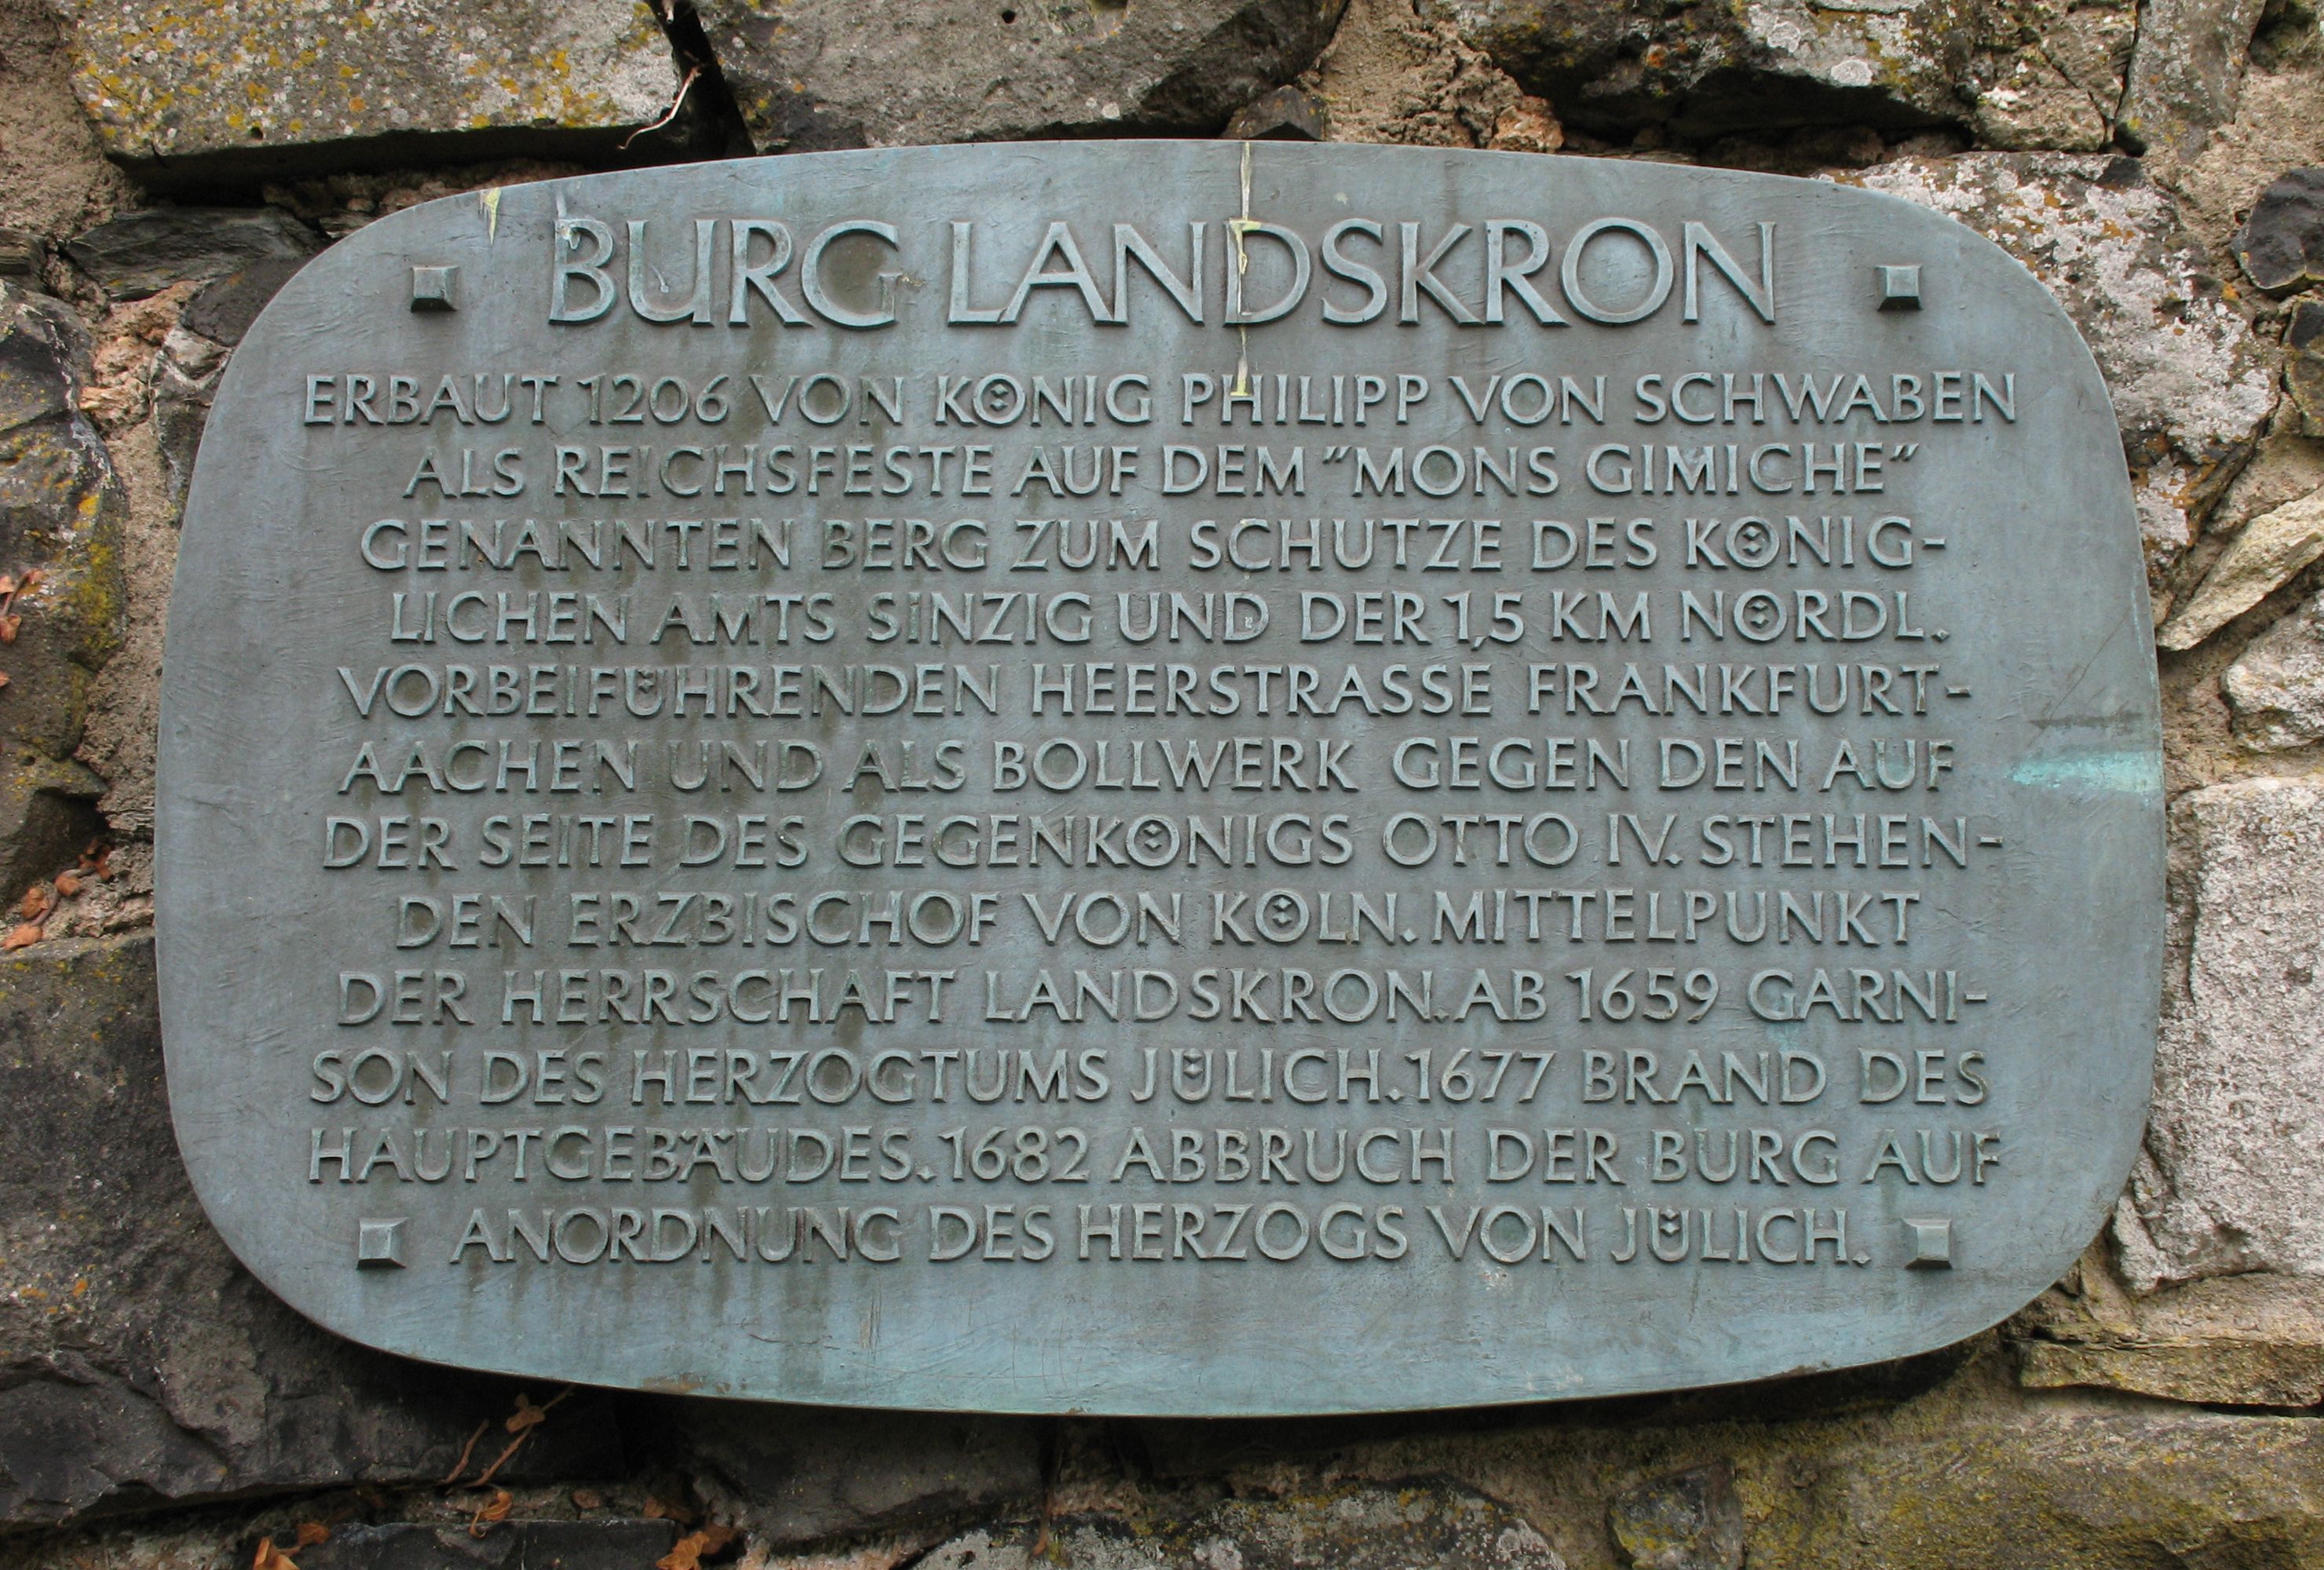 BURG LANDSKRON
ERBAUT 1206 VON KÖNIG PHILIPP VON SCHWABEN
ALS REICHSFESTE AUF DEM "MONS GIMICHE"
GENANNTEN BERG ZUM SCHUTZE DES KÖNIG-
LICHEN AMTS SINZIG UND DER 1,5 KM NÖRDL.
VORBEIFÜHRENDEN HEERSTRASSE FRANKFURT-
AACHEN UND ALS BOLLWERK GEGEN DEN AUF
DER SEITE DES GEGENKÖNIGS OTTO IV. STEHEN-
DEN ERZBISCHOF VON KÖLN. MITTELPUNKT
DER HERRSCHAFT LANDSKRON. AB 1659 GARNI-
SON DES HERZOGTUMS JÜLICH. 1677 BRAND DES
HAUPTGEBÄUDES. 1682 ABBRUCH DER BURG AUF
ANORDNUNG DES HERZOGS VON JÜLICH.